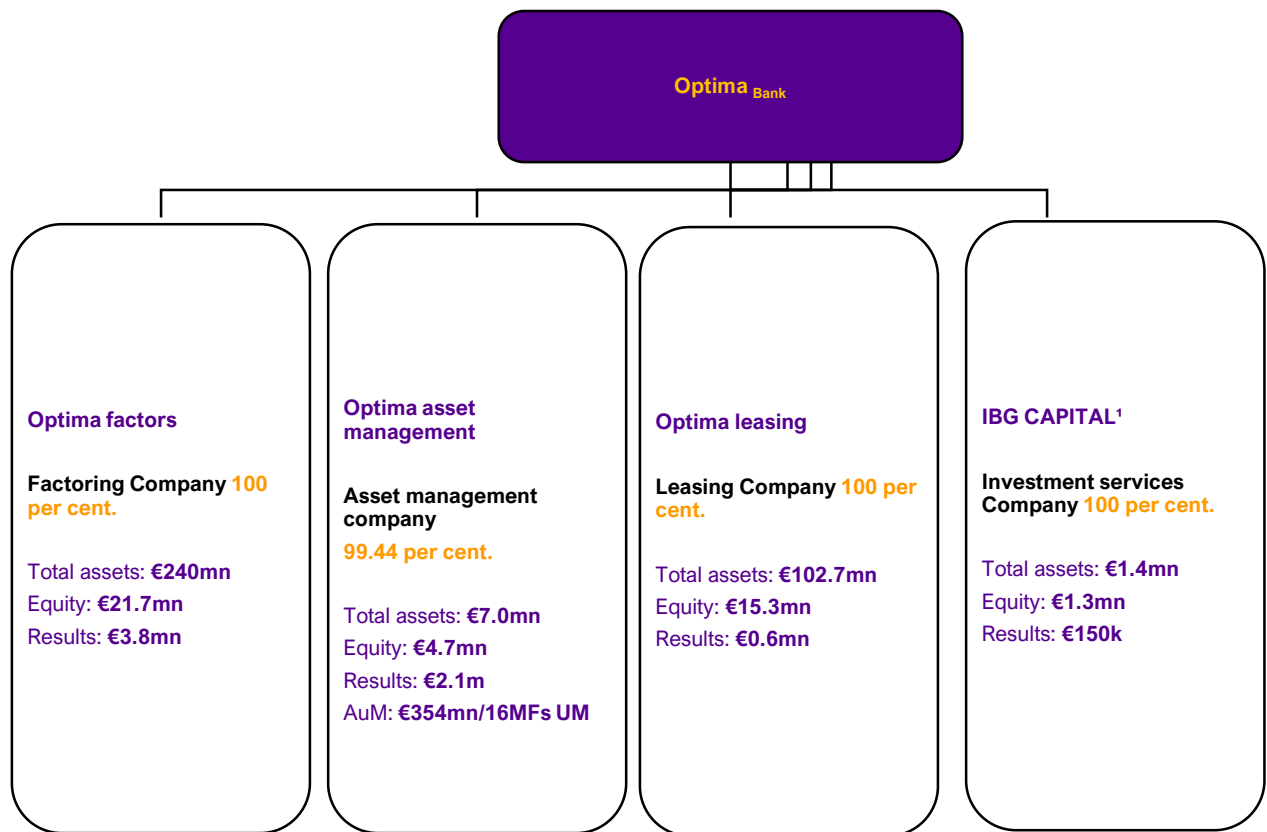 Optima Bank
Optima factors
Factoring Company 100
per cent.
Total assets: €240mn
Equity: €21.7mn
Results: €3.8mn
Optima asset
management
Asset management
company
99.44 per cent.
Total assets: €7.0mn
Equity: €4.7mn
Results: €2.1m
AuM: €354mn/16MFs UM
Optima leasing
Leasing Company 100 per
cent.
Total assets: €102.7mn
Equity: €15.3mn
Results: €0.6mn
IBG CAPITAL¹
Investment services
Company 100 per cent.
Total assets: €1.4mn
Equity: €1.3mn
Results: €150k